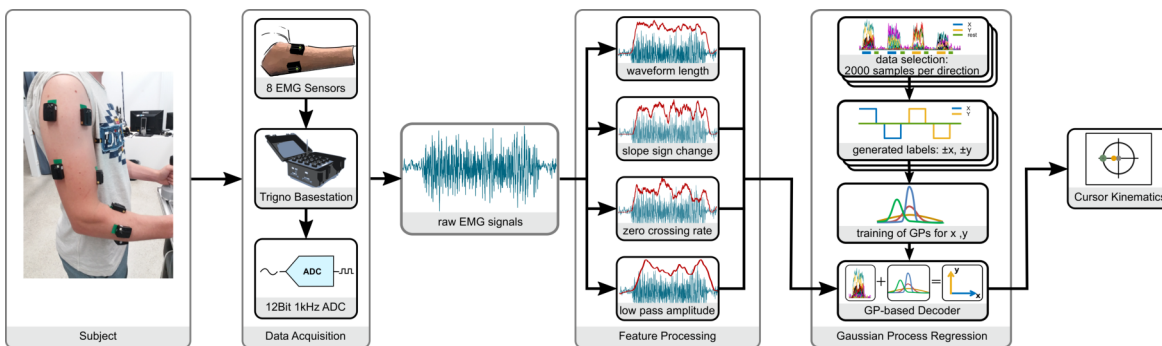 Subject
8 EMG Sensors
Trigno Basestation
ADC
12Bit 1kHz ADC
Data Acquisition
raw EMG signals
waveform length
slope sign change
zero crossing rate
low pass amplitude
Feature Processing
X
Y
rest
data selection:
2000 samples per direction
X
Y
generated labels: ±x, ±y
training of GPs for x ,y
+
=
y
x
GP-based Decoder
Gaussian Process Regression
Cursor Kinematics